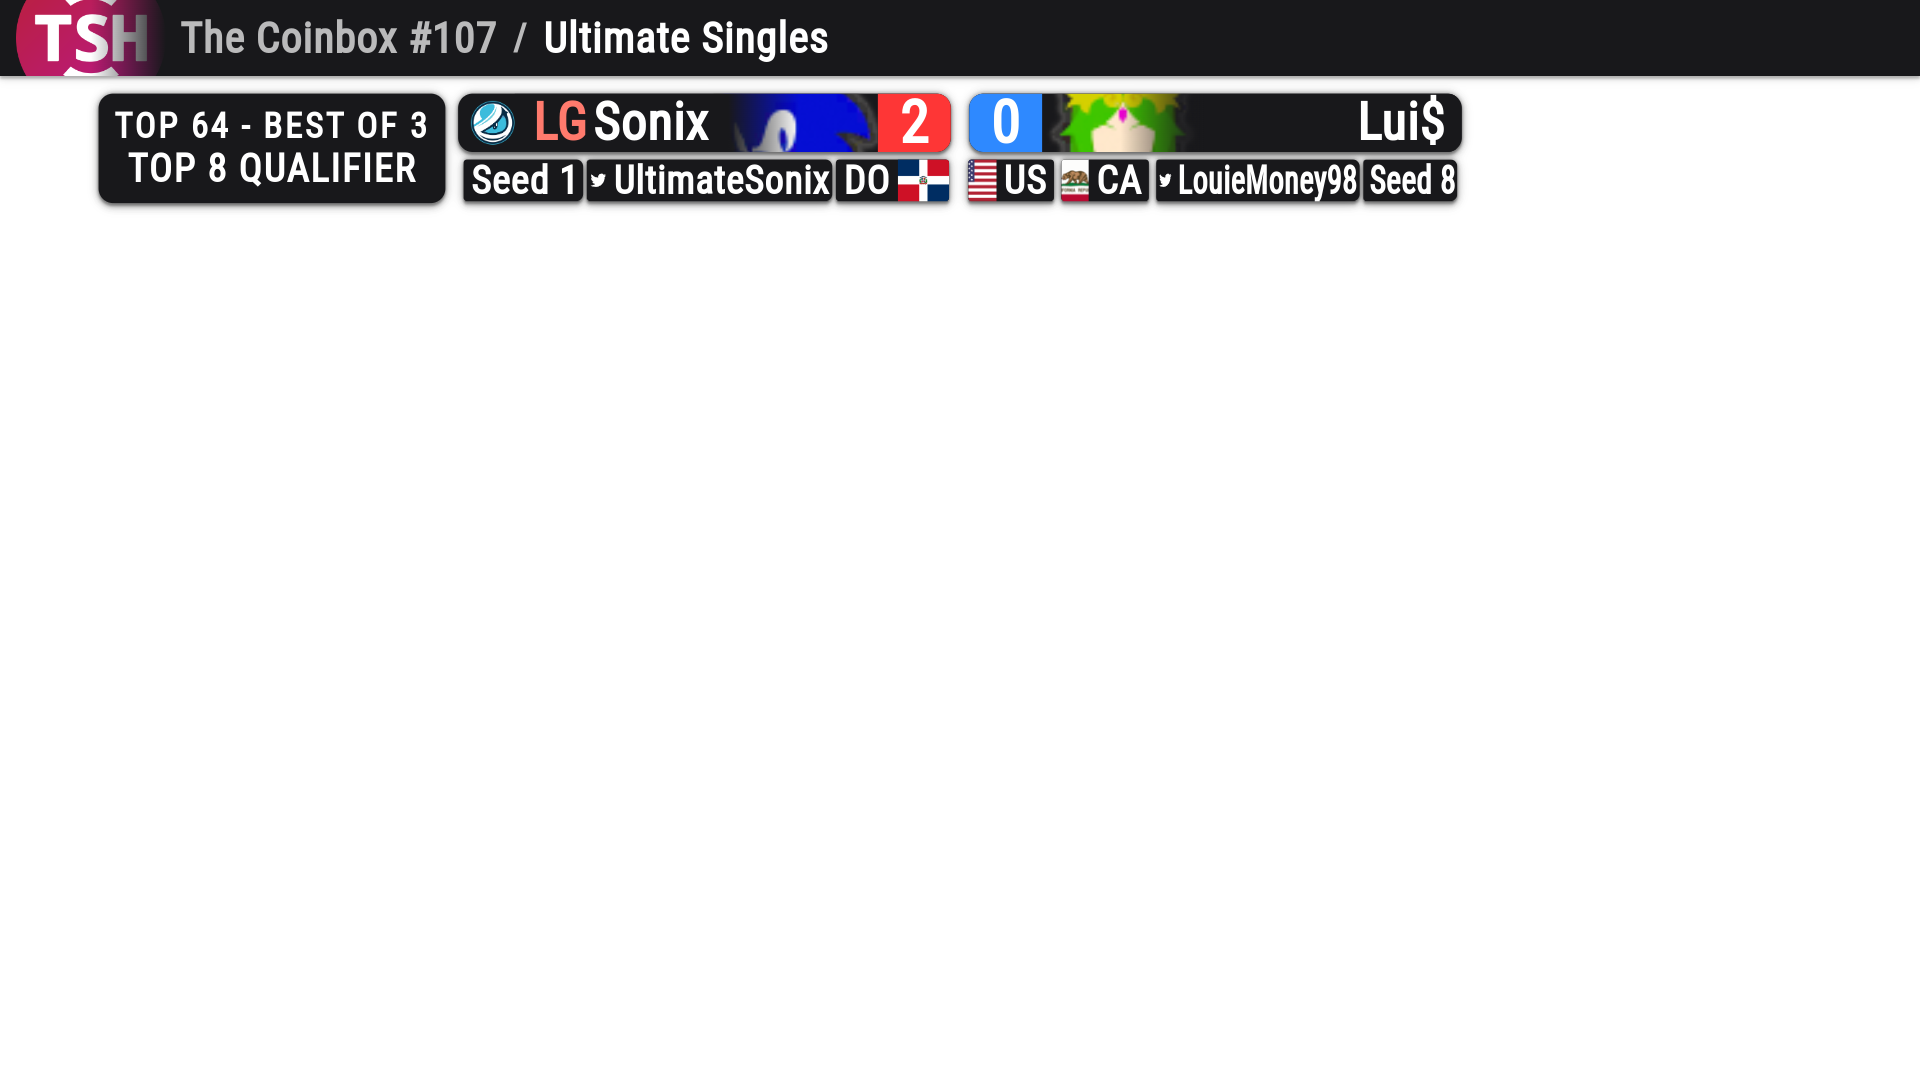 TSH
The Coinbox #107 / Ultimate Singles
TOP 64 - BEST OF 3
TOP 8 QUALIFIER
LG Sonix 2
Seed 1 UltimateSonix DO
0 Lui$
US CA LouieMoney98 Seed 8